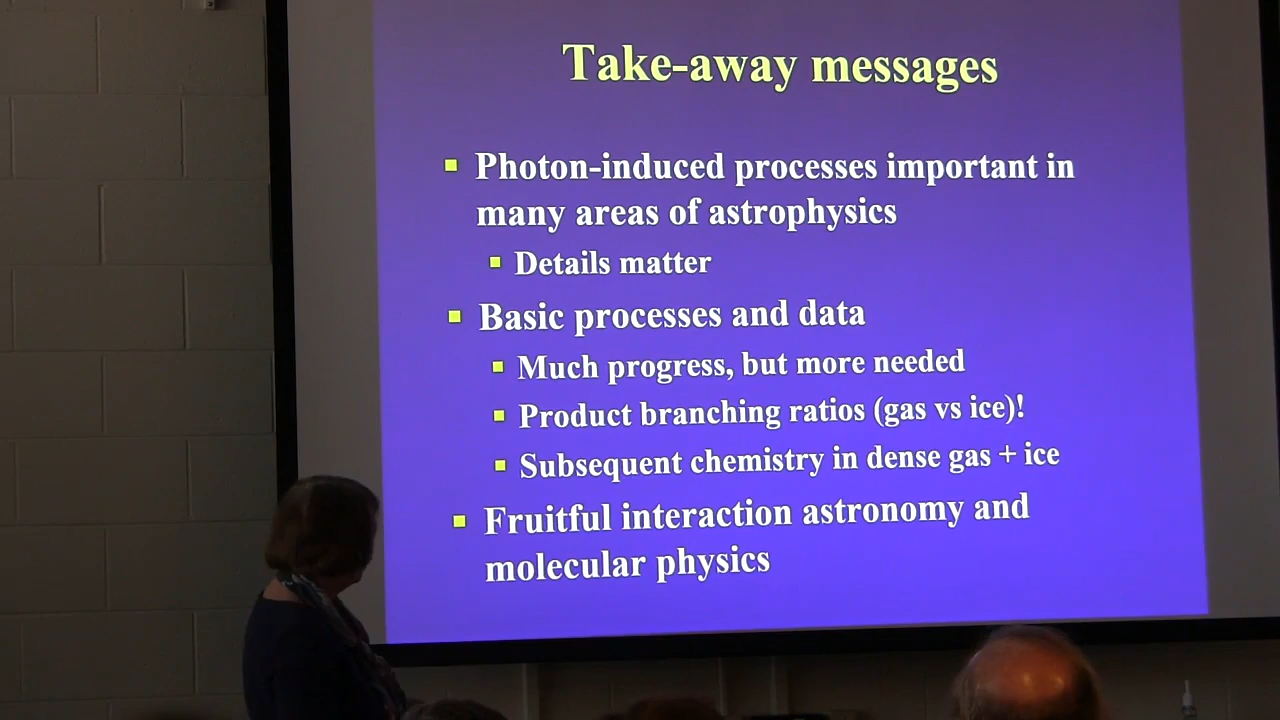 Take-away messages
Photon-induced processes important in
many areas of astrophysics
Details matter
Basic processes and data
Much progress, but more needed
Product branching ratios (gas vs ice)!
Subsequent chemistry in dense gas + ice
Fruitful interaction astronomy and
molecular physics